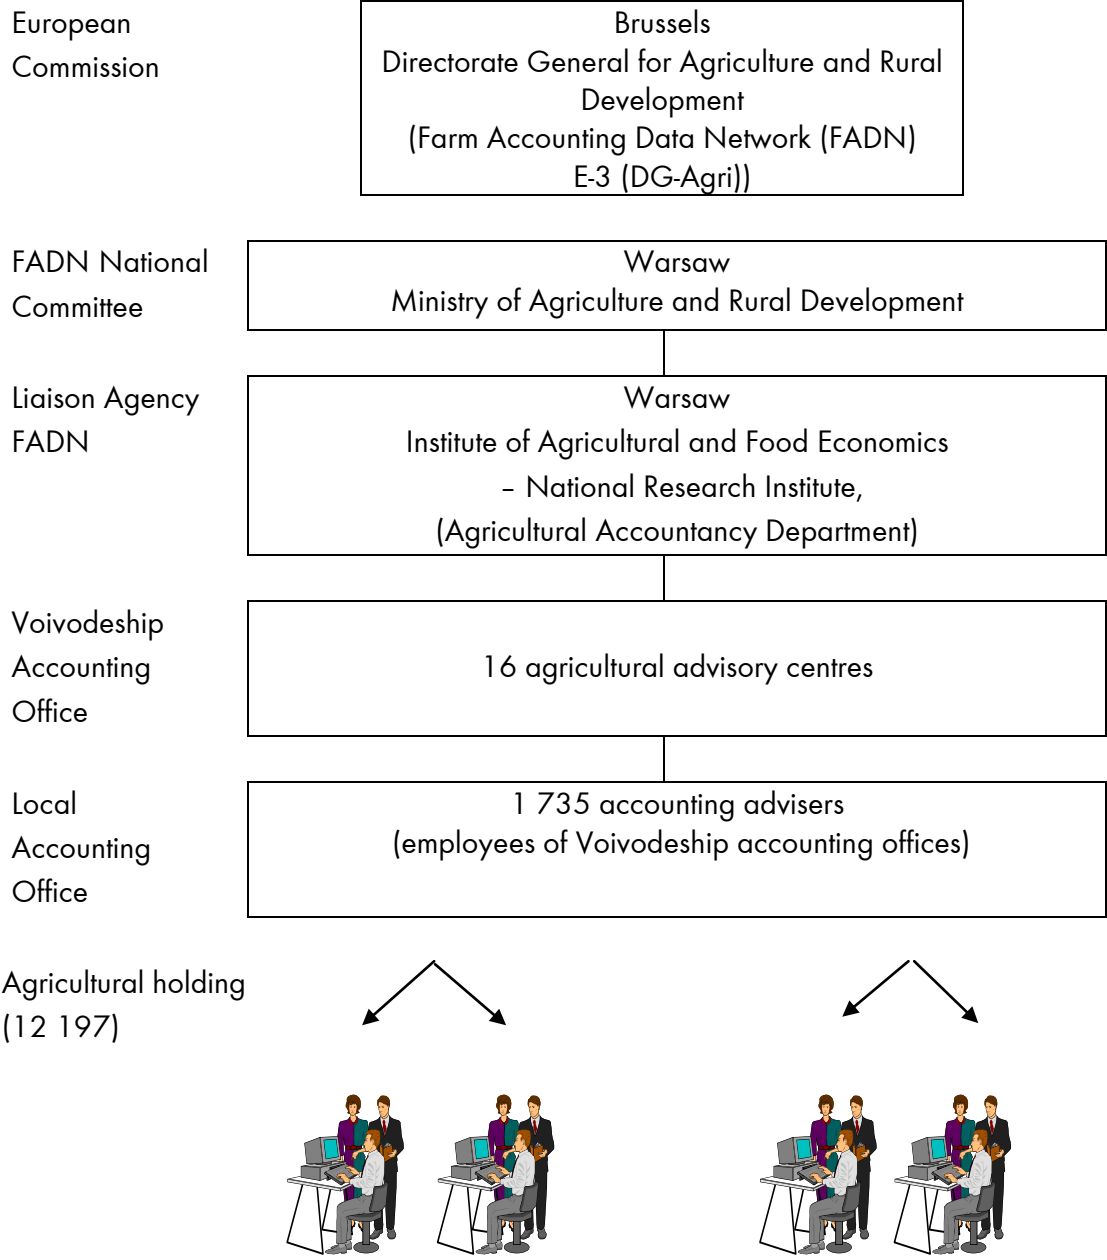 European
Commission
Brussels
Directorate General for Agriculture and Rural
Development
(Farm Accounting Data Network (FADN)
E-3 (DG-Agri))
FADN National
Committee
Warsaw
Ministry of Agriculture and Rural Development
Liaison Agency
FADN
Warsaw
Institute of Agricultural and Food Economics
– National Research Institute,
(Agricultural Accountancy Department)
Voivodeship
Accounting
Office
16 agricultural advisory centres
Local
Accounting
Office
1 735 accounting advisers
(employees of Voivodeship accounting offices)
Agricultural holding
(12 197)